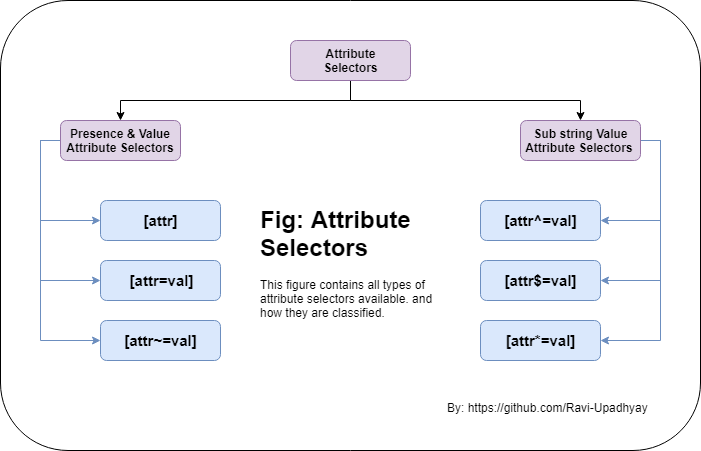 Attribute
Selectors
Presence & Value
Attribute Selectors
Sub string Value
Attribute Selectors
[attr]
[attr=val]
[attr~=val]
Fig: Attribute
Selectors
This figure contains all types of
attribute selectors available. and
how they are classified.
[attr^=val]
[attr$=val]
[attr*=val]
By: https://github.com/Ravi-Upadhyay